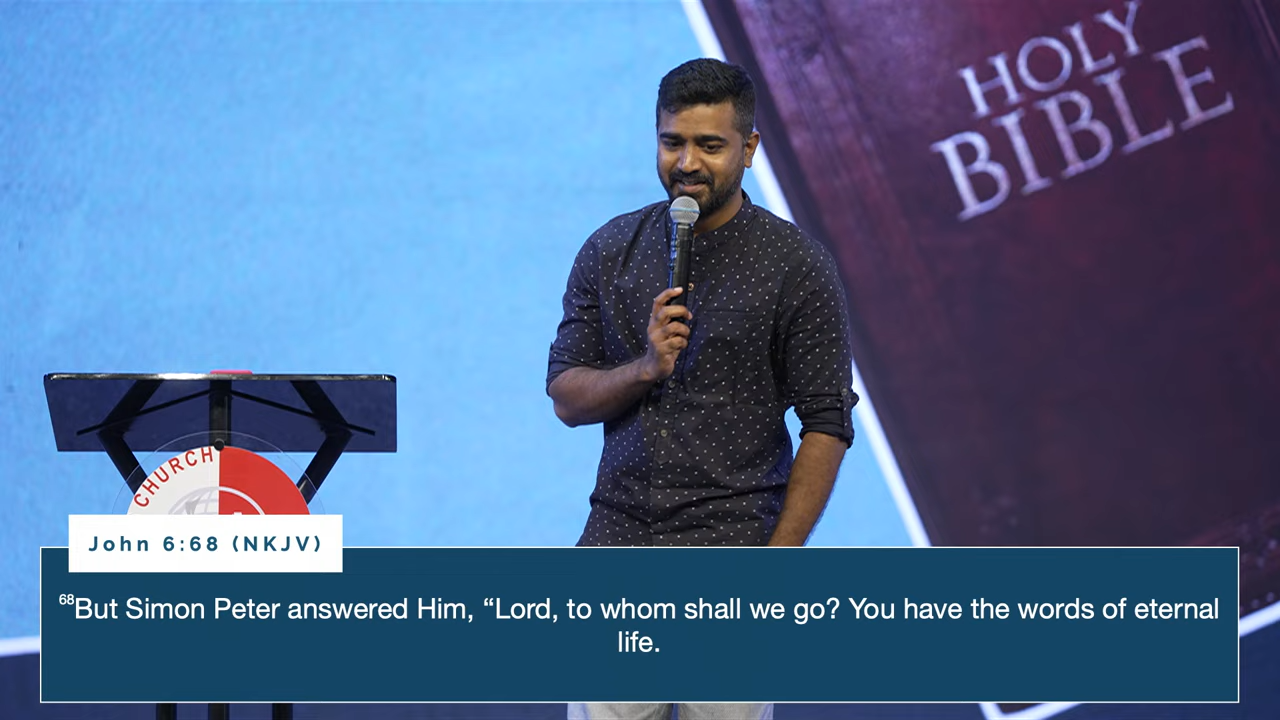 HOLY
BIBLE
CHURCH
John 6:68 (NKJV)
68But Simon Peter answered Him, “Lord, to whom shall we go? You have the words of eternal
life.